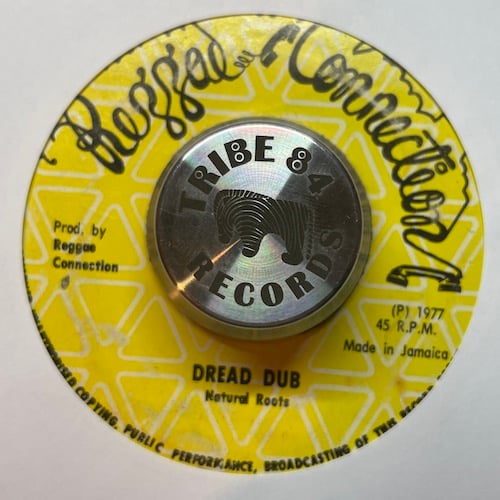 Reggae Connection
TRIBE 84
RECORDS
Prod. by
Reggae
Connection
(P) 1977
45 R.P.M.
Made in Jamaica
DREAD DUB
Natural Roots
COPYING, PUBLIC PERFORMANCE, BROADCASTING OF THIS RECORD